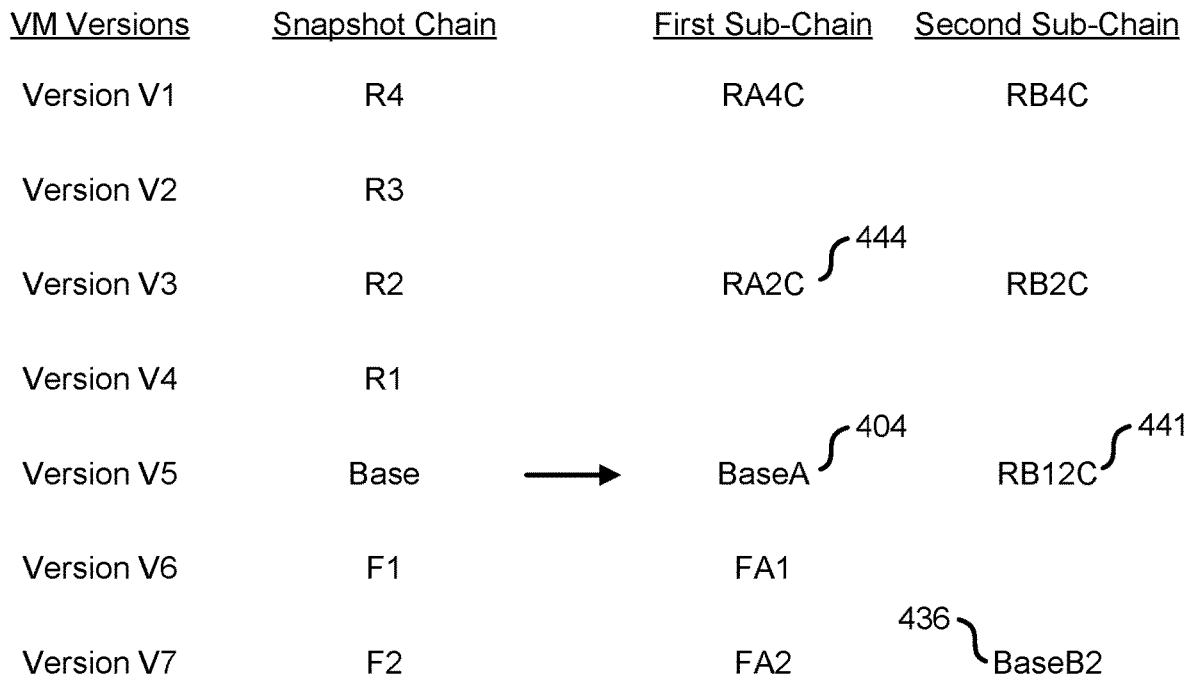 VM Versions Snapshot Chain First Sub-Chain Second Sub-Chain
Version V1 R4 RA4C RB4C
Version V2 R3
444
Version V3 R2 RA2C RB2C
Version V4 R1
404 441
Version V5 Base BaseA RB12C
Version V6 F1 FA1
436
Version V7 F2 FA2 BaseB2